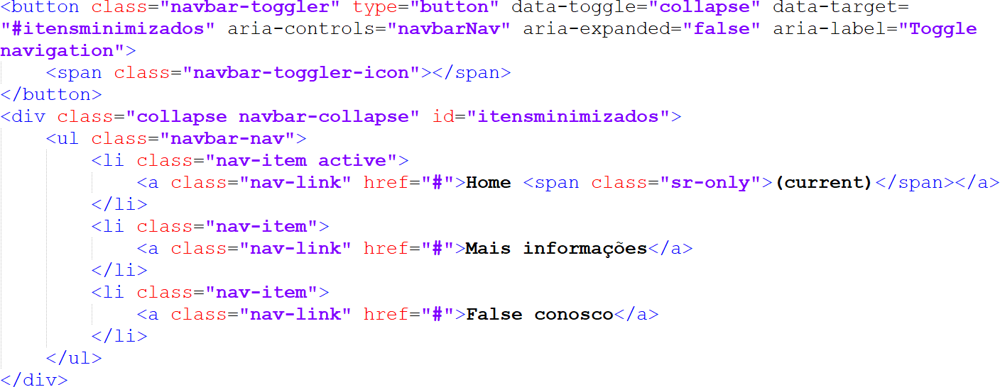 <button class="navbar-toggler" type="button" data-toggle="collapse" data-target=
"#itensminimizados" aria-controls="navbarNav" aria-expanded="false" aria-label="Toggle
navigation">
    <span class="navbar-toggler-icon"></span>
</button>
<div class="collapse navbar-collapse" id="itensminimizados">
    <ul class="navbar-nav">
        <li class="nav-item active">
            <a class="nav-link" href="#">Home <span class="sr-only">(current)</span></a>
        </li>
        <li class="nav-item">
            <a class="nav-link" href="#">Mais informações</a>
        </li>
        <li class="nav-item">
            <a class="nav-link" href="#">False conosco</a>
        </li>
    </ul>
</div>